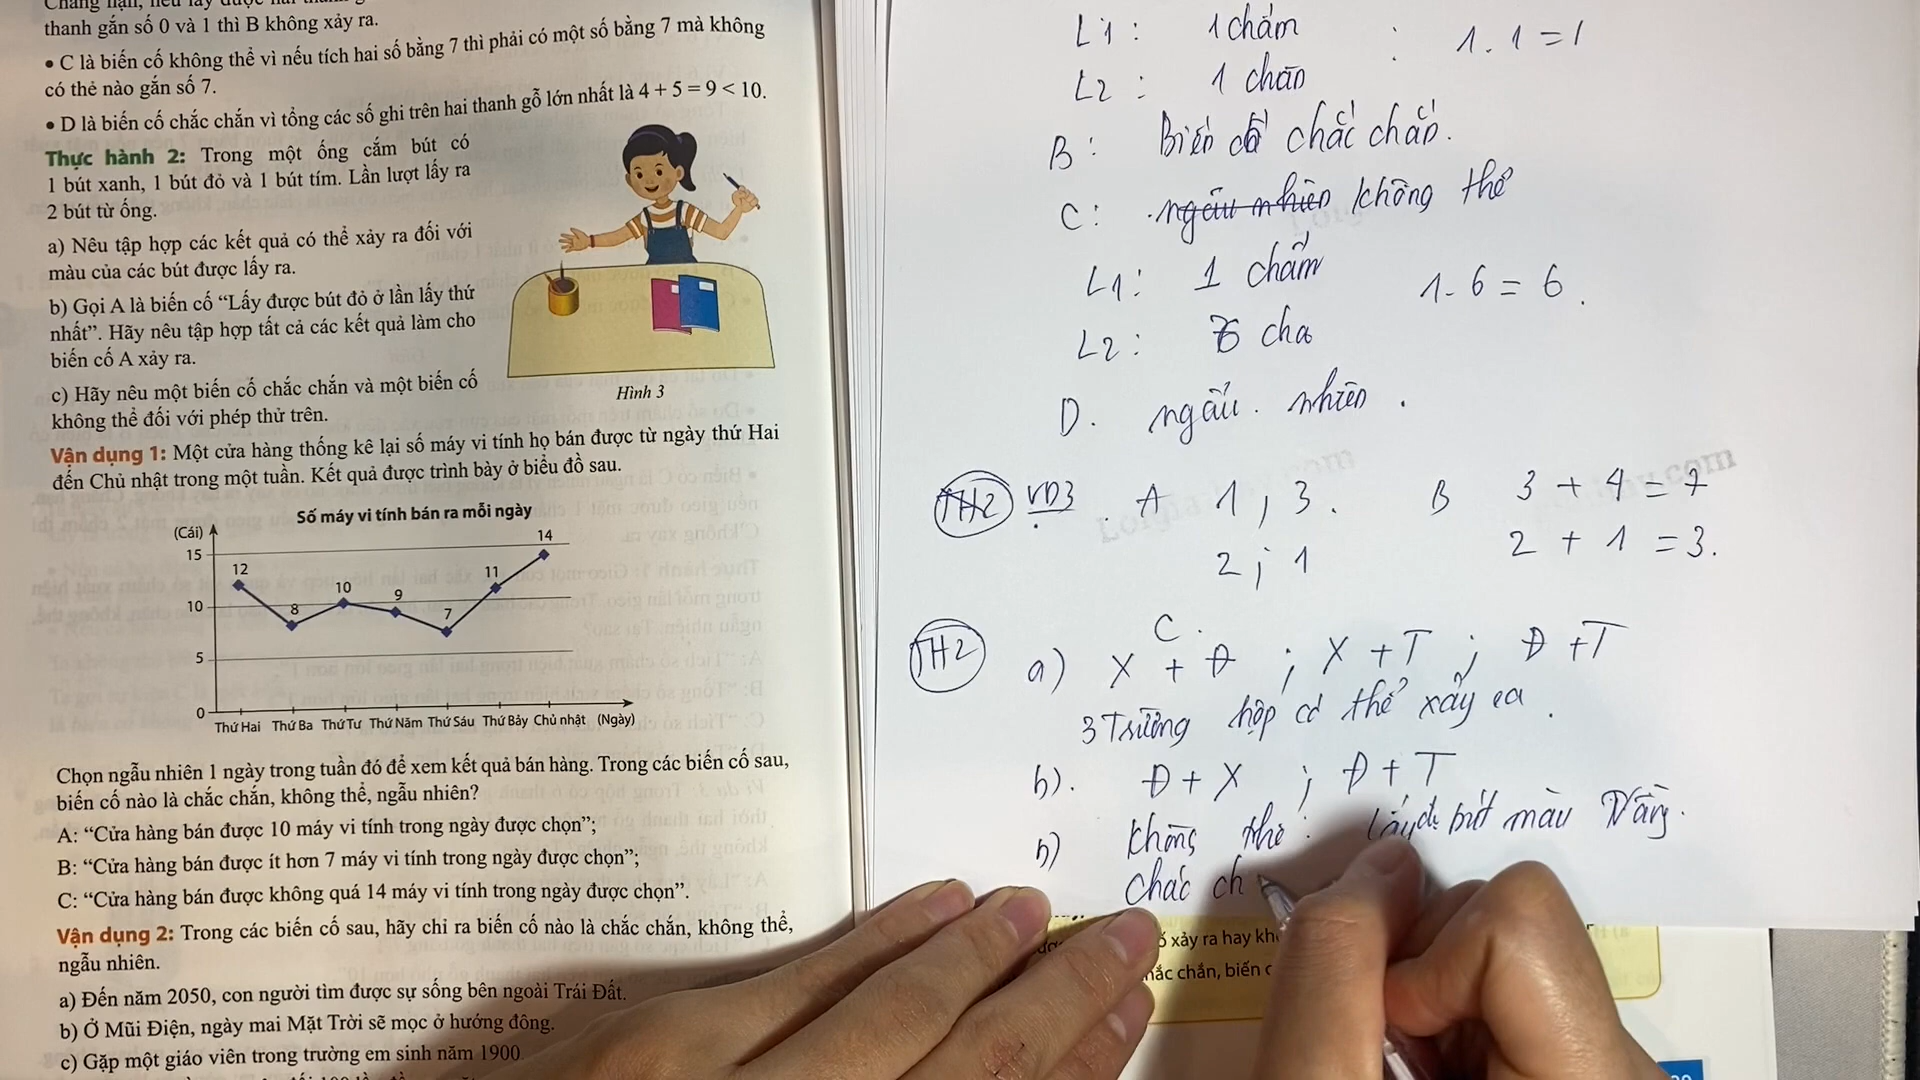 thanh gắn số 0 và 1 thì B không xảy ra.
• C là biến cố không thể vì nếu tích hai số bằng 7 thì phải có một số bằng 7 mà không
có thẻ nào gắn số 7.
• D là biến cố chắc chắn vì tổng các số ghi trên hai thanh gỗ lớn nhất là 4 + 5 = 9 < 10.
Thực hành 2: Trong một ống cắm bút có
1 bút xanh, 1 bút đỏ và 1 bút tím. Lần lượt lấy ra
2 bút từ ống.
a) Nêu tập hợp các kết quả có thể xảy ra đối với
màu của các bút được lấy ra.
b) Gọi A là biến cố “Lấy được bút đỏ ở lần lấy thứ
nhất”. Hãy nêu tập hợp tất cả các kết quả làm cho
biến cố A xảy ra.
c) Hãy nêu một biến cố chắc chắn và một biến cố
không thể đối với phép thử trên.
Hình 3
Vận dụng 1: Một cửa hàng thống kê lại số máy vi tính họ bán được từ ngày thứ Hai
đến Chủ nhật trong một tuần. Kết quả được trình bày ở biểu đồ sau.
Số máy vi tính bán ra mỗi ngày
(Cái)
15
10
5
0
12
8
10
9
7
11
14
Thứ Hai Thứ Ba Thứ Tư Thứ Năm Thứ Sáu Thứ Bảy Chủ nhật (Ngày)
Chọn ngẫu nhiên 1 ngày trong tuần đó để xem kết quả bán hàng. Trong các biến cố sau,
biến cố nào là chắc chắn, không thể, ngẫu nhiên?
A: “Cửa hàng bán được 10 máy vi tính trong ngày được chọn”;
B: “Cửa hàng bán được ít hơn 7 máy vi tính trong ngày được chọn”;
C: “Cửa hàng bán được không quá 14 máy vi tính trong ngày được chọn”.
Vận dụng 2: Trong các biến cố sau, hãy chỉ ra biến cố nào là chắc chắn, không thể,
ngẫu nhiên.
a) Đến năm 2050, con người tìm được sự sống bên ngoài Trái Đất.
b) Ở Mũi Điện, ngày mai Mặt Trời sẽ mọc ở hướng đông.
c) Gặp một giáo viên trong trường em sinh năm 1900
L1: 1 chấm : 1.1 = 1
L2: 1 chấm
B: Biến cố chắc chắn.
C: ngẫu nhiên không thể
L1: 1 chấm 1-6 = 6.
L2: 6 cha
D. ngẫu nhiên.
TH2 VD3 . A 1, 3. B 3 + 4 = 7
2; 1 2 + 1 = 3.
C.
TH2 a) X + Đ ; X + T ; Đ + T
3 Trường hợp có thể xảy ra.
b). Đ + X ; Đ + T
b) không thể: lấy đc bút màu Vàng.
chắc ch
ố xảy ra hay kh
hắc chắn, biến c